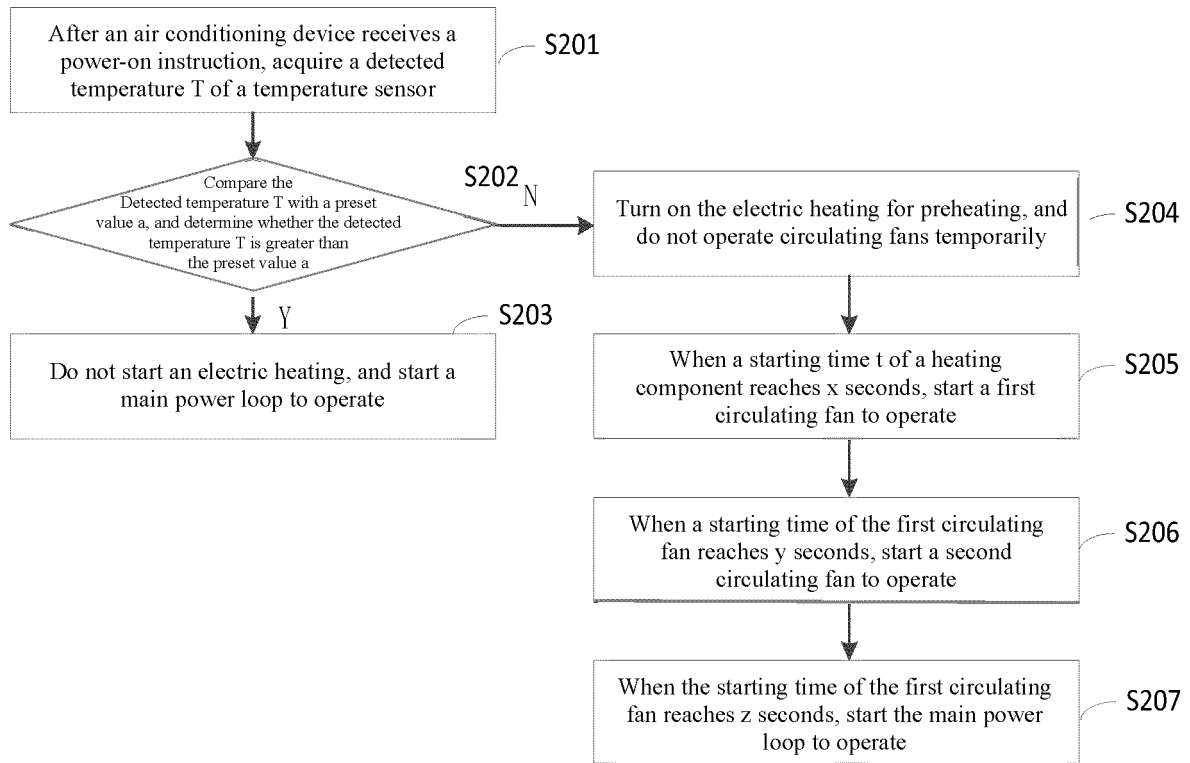 After an air conditioning device receives a
power-on instruction, acquire a detected
temperature T of a temperature sensor
S201
Compare the
Detected temperature T with a preset
value a, and determine whether the detected
temperature T is greater than
the preset value a
S202
N
Y
S203
Do not start an electric heating, and start a
main power loop to operate
Turn on the electric heating for preheating, and
do not operate circulating fans temporarily
S204
When a starting time t of a heating
component reaches x seconds, start a first
circulating fan to operate
S205
When a starting time of the first circulating
fan reaches y seconds, start a second
circulating fan to operate
S206
When the starting time of the first circulating
fan reaches z seconds, start the main power
loop to operate
S207